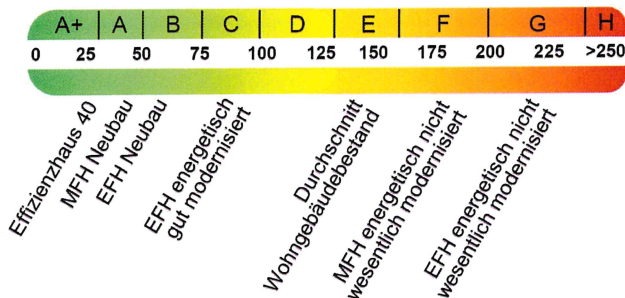 A+ A B C D E F G H
0 25 50 75 100 125 150 175 200 225 >250
Effizienzhaus 40
MFH Neubau
EFH Neubau
EFH energetisch
gut modernisiert
Durchschnitt
Wohngebäudebestand
MFH energetisch nicht
wesentlich modernisiert
EFH energetisch nicht
wesentlich modernisiert